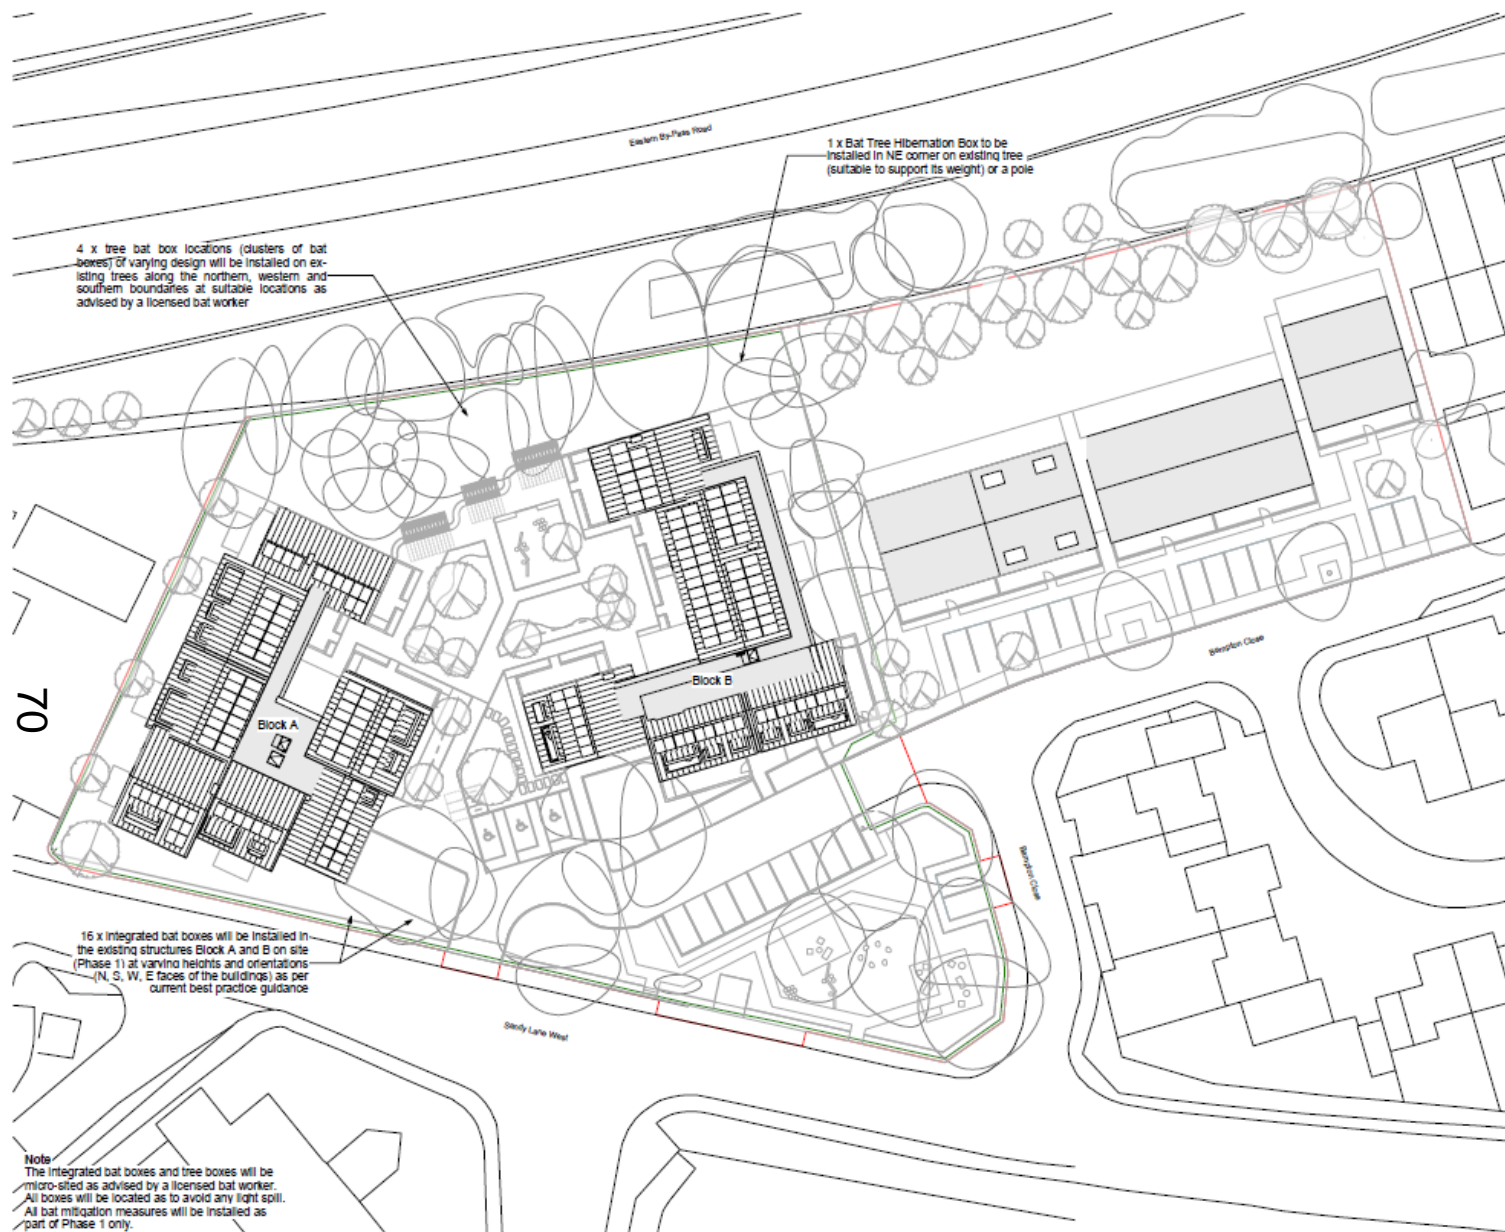 Eastern By-Pass Road
1 x Bat Tree Hibernation Box to be
installed in NE corner on existing tree
(suitable to support its weight) or a pole
4 x tree bat box locations (clusters of bat
boxes) of varying design will be installed on ex-
isting trees along the northern, western and
southern boundaries at suitable locations as
advised by a licensed bat worker
70
Block A
Block B
Brampton Close
Brampton Close
16 x integrated bat boxes will be installed in
the existing structures Block A and B on site
(Phase 1) at varying heights and orientations
(N, S, W, E faces of the buildings) as per
current best practice guidance
Sandy Lane West
Note
The integrated bat boxes and tree boxes will be
micro-sited as advised by a licensed bat worker.
All boxes will be located as to avoid any light spill.
All bat mitigation measures will be installed as
part of Phase 1 only.